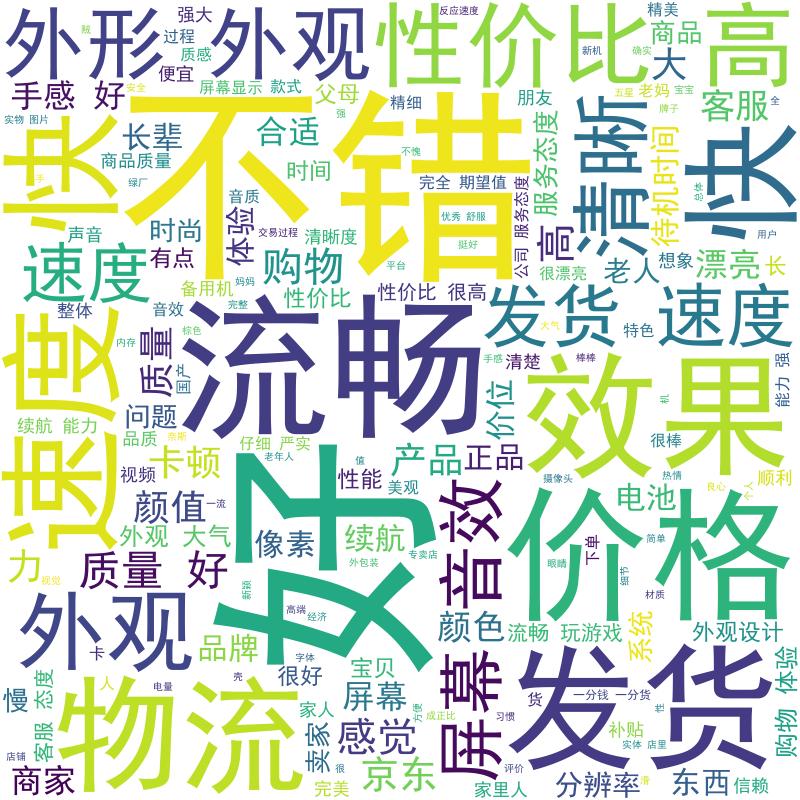 外形 外观
强大
过程
质感
便宜
性价比
反应速度
新机
确实
精美
商品
大
高
手感 好
屏幕显示 款式
父母
精细
朋友
五星
老妈
宝宝
牌子
客服
全
安全
实物 图片
快
不错
长辈
商品质量
绿厂
合适
时间
强
不愧
完全 期望值
服务态度
清晰
待机时间
快
手
音质
交易过程
体验
时尚
声音
有点
清晰度
优秀 舒服
挺好
公司 服务态度
高
很漂亮
老人
想象
漂亮
长
总体
用户
速度
购物
备用机
妈妈
性价比
平台
性价比 很高
整体
音效
完整
发货
大气
特色
速度
速度
内存
质量
棕色
国产
流畅
手感
清楚
棒棒
能力 强
续航 能力
问题
品质
奈斯
价位
效果
机
很棒
仔细 严实
老年人
值
卡顿
视频
颜值
一流
性能
美观
产品
正品
摄像头
热情
电池
良心
个人
顺利
好
外观 大气
像素
续航
专卖店
外包装
音效
价格
下单
简单
眼睛
细节
力
视觉
质量 好
新颖
高端
经济
材质
外观
卡
品牌
字体
很好
宝贝
颜色
流畅 玩游戏
系统
外观设计
慢
客服 态度
人
电量
壳
物流
家人
卖家
屏幕
方便
感觉
成正比
屏幕
习惯
货
发货
一分钱 一分货
性
补贴
购物 体验
实体
店里
店铺
商家
很
完美
京东
评价
家里人
分辨率
滑
东西
信赖
贼